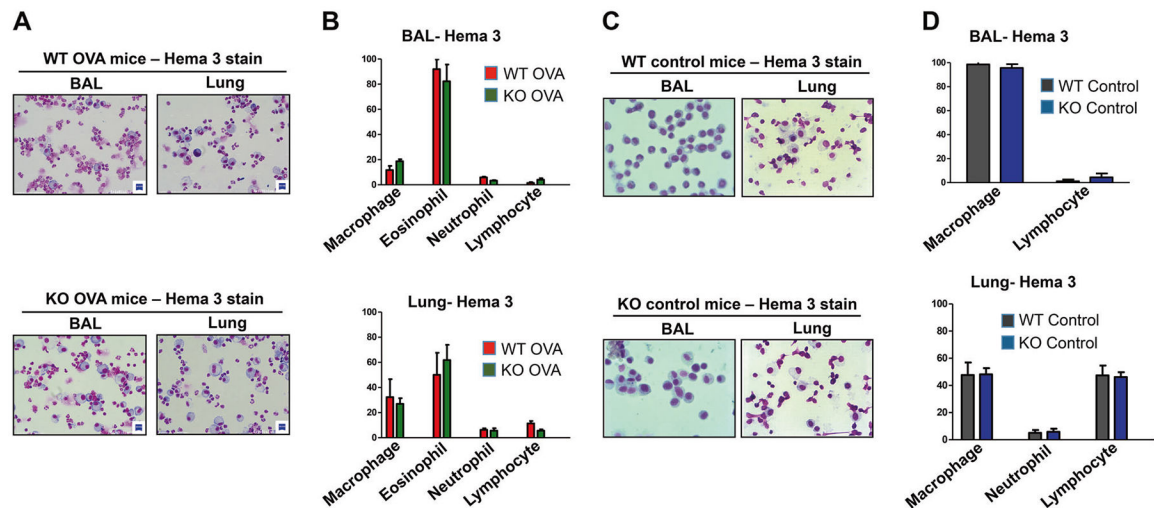 A
WT OVA mice – Hema 3 stain
BAL
Lung
KO OVA mice – Hema 3 stain
BAL
Lung
B
BAL- Hema 3
100
80
60
40
20
0
WT OVA
KO OVA
Macrophage
Eosinophil
Neutrophil
Lymphocyte
Lung- Hema 3
100
80
60
40
20
0
WT OVA
KO OVA
Macrophage
Eosinophil
Neutrophil
Lymphocyte
C
WT control mice – Hema 3 stain
BAL
Lung
KO control mice – Hema 3 stain
BAL
Lung
D
BAL- Hema 3
100
80
60
40
20
0
WT Control
KO Control
Macrophage
Lymphocyte
Lung- Hema 3
100
80
60
40
20
0
WT Control
KO Control
Macrophage
Neutrophil
Lymphocyte